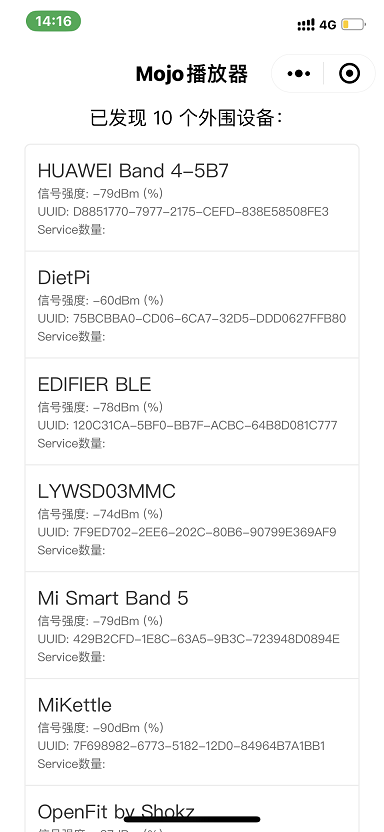 14:16
4G
Mojo播放器
已发现 10 个外围设备:
HUAWEI Band 4-5B7
信号强度: -79dBm (%)
UUID: D8851770-7977-2175-CEFD-838E58508FE3
Service数量:
DietPi
信号强度: -60dBm (%)
UUID: 75BCBBA0-CD06-6CA7-32D5-DDD0627FFB80
Service数量:
EDIFIER BLE
信号强度: -78dBm (%)
UUID: 120C31CA-5BF0-BB7F-ACBC-64B8D081C777
Service数量:
LYWSD03MMC
信号强度: -74dBm (%)
UUID: 7F9ED702-2EE6-202C-80B6-90799E369AF9
Service数量:
Mi Smart Band 5
信号强度: -79dBm (%)
UUID: 429B2CFD-1E8C-63A5-9B3C-723948D0894E
Service数量:
MiKettle
信号强度: -90dBm (%)
UUID: 7F698982-6773-5182-12D0-84964B7A1BB1
Service数量:
OpenFit by Shokz